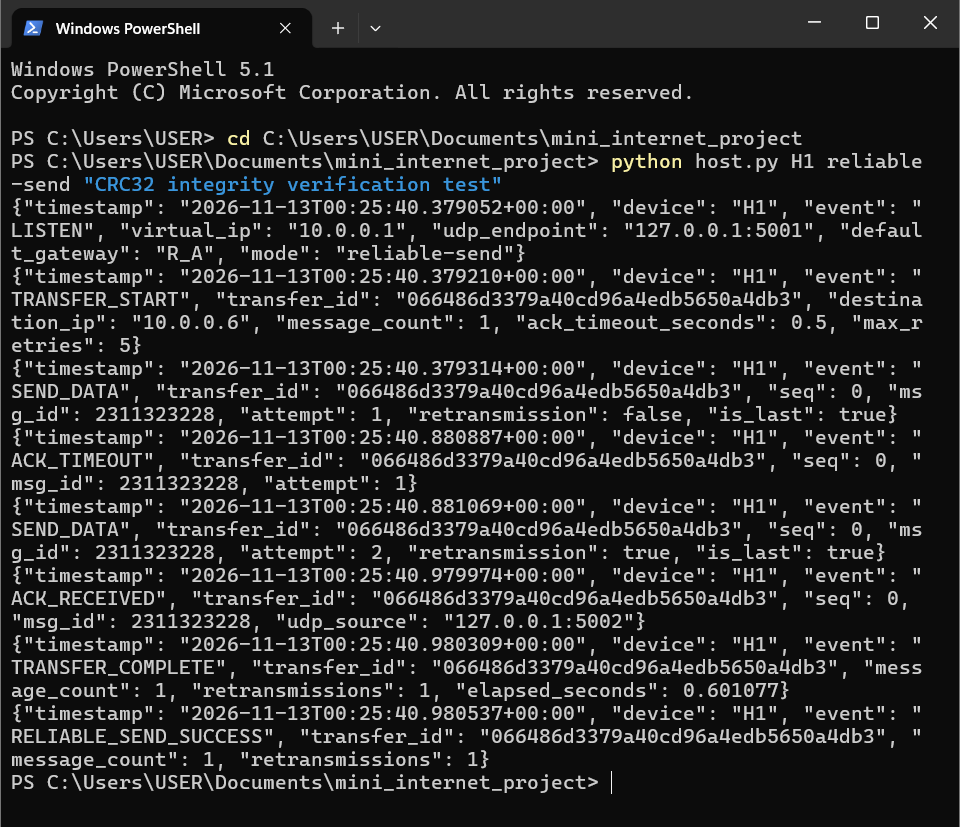 Windows PowerShell
Windows PowerShell 5.1
Copyright (C) Microsoft Corporation. All rights reserved.
PS C:\Users\USER> cd C:\Users\USER\Documents\mini_internet_project
PS C:\Users\USER\Documents\mini_internet_project> python host.py H1 reliable
-send "CRC32 integrity verification test"
{"timestamp": "2026-11-13T00:25:40.379052+00:00", "device": "H1", "event": "
LISTEN", "virtual_ip": "10.0.0.1", "udp_endpoint": "127.0.0.1:5001", "defaul
t_gateway": "R_A", "mode": "reliable-send"}
{"timestamp": "2026-11-13T00:25:40.379210+00:00", "device": "H1", "event": "
TRANSFER_START", "transfer_id": "066486d3379a40cd96a4edb5650a4db3", "destina
tion_ip": "10.0.0.6", "message_count": 1, "ack_timeout_seconds": 0.5, "max_r
etries": 5}
{"timestamp": "2026-11-13T00:25:40.379314+00:00", "device": "H1", "event": "
SEND_DATA", "transfer_id": "066486d3379a40cd96a4edb5650a4db3", "seq": 0, "ms
g_id": 2311323228, "attempt": 1, "retransmission": false, "is_last": true}
{"timestamp": "2026-11-13T00:25:40.880887+00:00", "device": "H1", "event": "
ACK_TIMEOUT", "transfer_id": "066486d3379a40cd96a4edb5650a4db3", "seq": 0, "
msg_id": 2311323228, "attempt": 1}
{"timestamp": "2026-11-13T00:25:40.881069+00:00", "device": "H1", "event": "
SEND_DATA", "transfer_id": "066486d3379a40cd96a4edb5650a4db3", "seq": 0, "ms
g_id": 2311323228, "attempt": 2, "retransmission": true, "is_last": true}
{"timestamp": "2026-11-13T00:25:40.979974+00:00", "device": "H1", "event": "
ACK_RECEIVED", "transfer_id": "066486d3379a40cd96a4edb5650a4db3", "seq": 0,
"msg_id": 2311323228, "udp_source": "127.0.0.1:5002"}
{"timestamp": "2026-11-13T00:25:40.980309+00:00", "device": "H1", "event": "
TRANSFER_COMPLETE", "transfer_id": "066486d3379a40cd96a4edb5650a4db3", "mess
age_count": 1, "retransmissions": 1, "elapsed_seconds": 0.601077}
{"timestamp": "2026-11-13T00:25:40.980537+00:00", "device": "H1", "event": "
RELIABLE_SEND_SUCCESS", "transfer_id": "066486d3379a40cd96a4edb5650a4db3", "
message_count": 1, "retransmissions": 1}
PS C:\Users\USER\Documents\mini_internet_project>